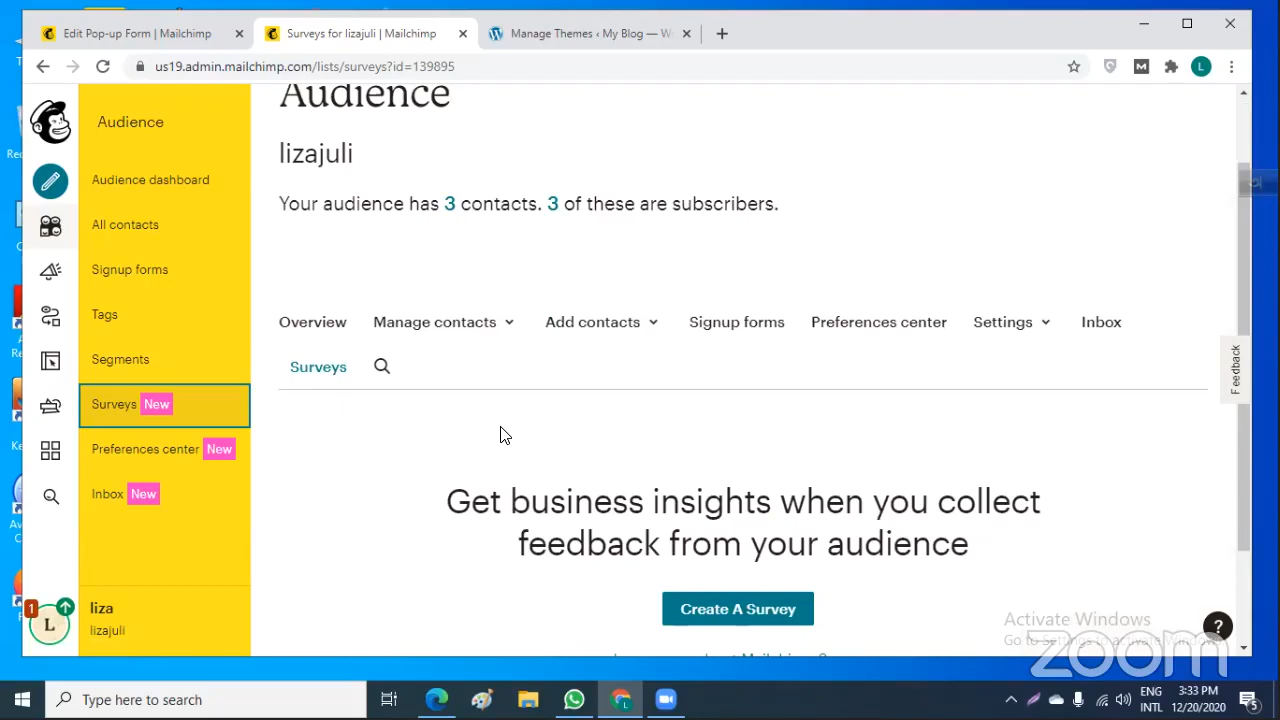 Edit Pop-up Form | Mailchimp
Surveys for lizajuli | Mailchimp
Manage Themes ‹ My Blog — W
us19.admin.mailchimp.com/lists/surveys?id=139895
M
L
Audience
Audience dashboard
All contacts
Signup forms
Tags
Segments
Surveys New
Preferences center New
Inbox New
1
L
liza
lizajuli
Audience
lizajuli
Your audience has 3 contacts. 3 of these are subscribers.
Overview Manage contacts Add contacts Signup forms Preferences center Settings Inbox
Surveys
Get business insights when you collect
feedback from your audience
Create A Survey
Feedback
?
Activate Windows
zoom
Type here to search
ENG
INTL
3:33 PM
12/20/2020
5